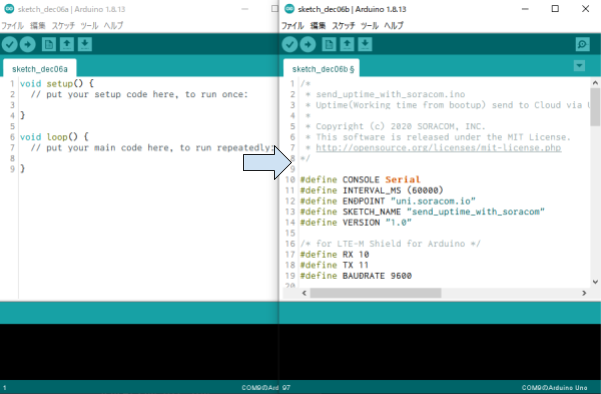 sketch_dec06a | Arduino 1.8.13
ファイル 編集 スケッチ ツール ヘルプ
sketch_dec06a
1 void setup() {
2 // put your setup code here, to run once:
3
4 }
5
6 void loop() {
7 // put your main code here, to run repeatedly:
8
9 }
1
COM9のArd
sketch_dec06b | Arduino 1.8.13
ファイル 編集 スケッチ ツール ヘルプ
sketch_dec06b §
1 /*
2 * send_uptime_with_soracom.ino
3 * Uptime(Working time from bootup) send to Cloud via
4 *
5 * Copyright (c) 2020 SORACOM, INC.
6 * This software is released under the MIT License.
7 * http://opensource.org/licenses/mit-license.php
8 */
9
10 #define CONSOLE Serial
11 #define INTERVAL_MS (60000)
12 #define ENDPOINT "uni.soracom.io"
13 #define SKETCH_NAME "send_uptime_with_soracom"
14 #define VERSION "1.0"
15
16 /* for LTE-M Shield for Arduino */
17 #define RX 10
18 #define TX 11
19 #define BAUDRATE 9600
20
97
COM9のArduino Uno